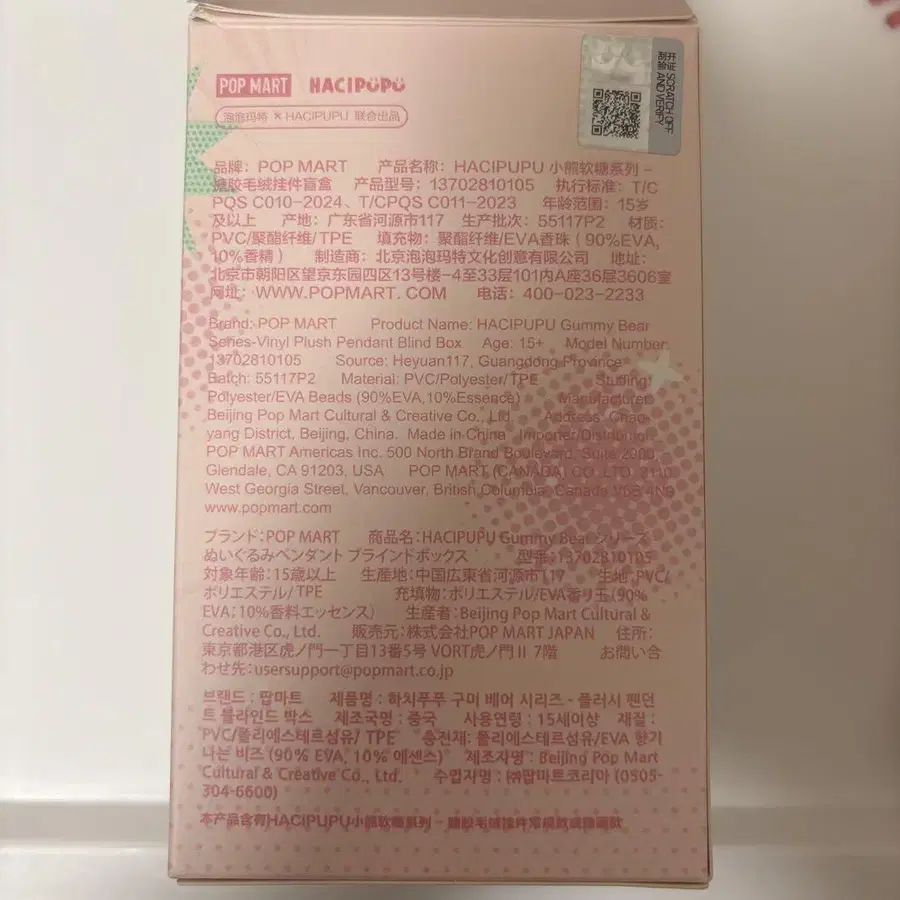 POP MART HACIPUPU
泡泡玛特 × HACIPUPU 联合出品
SCRATCH OFF
AND VERIFY
品牌：POP MART 产品名称：HACIPUPU 小熊软糖系列 –
搪胶毛绒挂件盲盒 产品型号：13702810105 执行标准：T/C
PQS C010-2024、T/CPQS C011-2023 年龄范围：15岁
及以上 产地：广东省河源市117 生产批次：55117P2 材质：
PVC/聚酯纤维/TPE 填充物：聚酯纤维/EVA香珠（90%EVA,
10%香精） 制造商：北京泡泡玛特文化创意有限公司 地址：
北京市朝阳区望京东园四区13号楼-4至33层101内A座36层3606室
网址：WWW.POPMART.COM 电话：400-023-2233
Brand: POP MART Product Name: HACIPUPU Gummy Bear
Series-Vinyl Plush Pendant Blind Box Age: 15+ Model Number:
13702810105 Source: Heyuan117, Guangdong Province
Batch: 55117P2 Material: PVC/Polyester/TPE Stuffing:
Polyester/EVA Beads (90%EVA,10%Essence) Manufacturer:
Beijing Pop Mart Cultural & Creative Co., Ltd. Address: Chao-
yang District, Beijing, China. Made in China Importer/Distributor:
POP MART Americas Inc. 500 North Brand Boulevard, Suite 2000,
Glendale, CA 91203. USA POP MART (CANADA) CO. LTD.
West Georgia Street, Vancouver, British Columbia, Canada V6B 4N9
www.popmart.com
ブランド：POP MART 商品名：HACIPUPU Gummy Bear シリーズ
ぬいぐるみペンダント ブラインドボックス 型番：13702810105
対象年齢：15歳以上 生産地：中国広東省河源市117 生地：PVC/
ポリエステル/TPE 充填物：ポリエステル/EVA香り玉(90%
EVA；10%香料エッセンス） 生産者：Beijing Pop Mart Cultural &
Creative Co., Ltd. 販売元：株式会社POP MART JAPAN 住所：
東京都港区虎ノ門一丁目13番5号 VORT虎ノ門II 7階 お問い合
わせ先：usersupport@popmart.co.jp
브랜드 : 팝마트 제품명 : 하치푸푸 구미 베어 시리즈 - 플러시 펜던
트 블라인드 박스 제조국명 : 중국 사용연령 : 15세이상 재질 :
PVC/폴리에스테르섬유/ TPE 충전재: 폴리에스테르섬유/EVA 향기
나는 비즈 (90% EVA, 10% 에센스) 제조자명 : Beijing Pop Mart
Cultural & Creative Co., Ltd. 수입자명 : ㈜팝마트코리아 (0505-
304-6600)
本产品含有HACIPUPU小熊软糖系列 – 搪胶毛绒挂件常规款或隐藏款